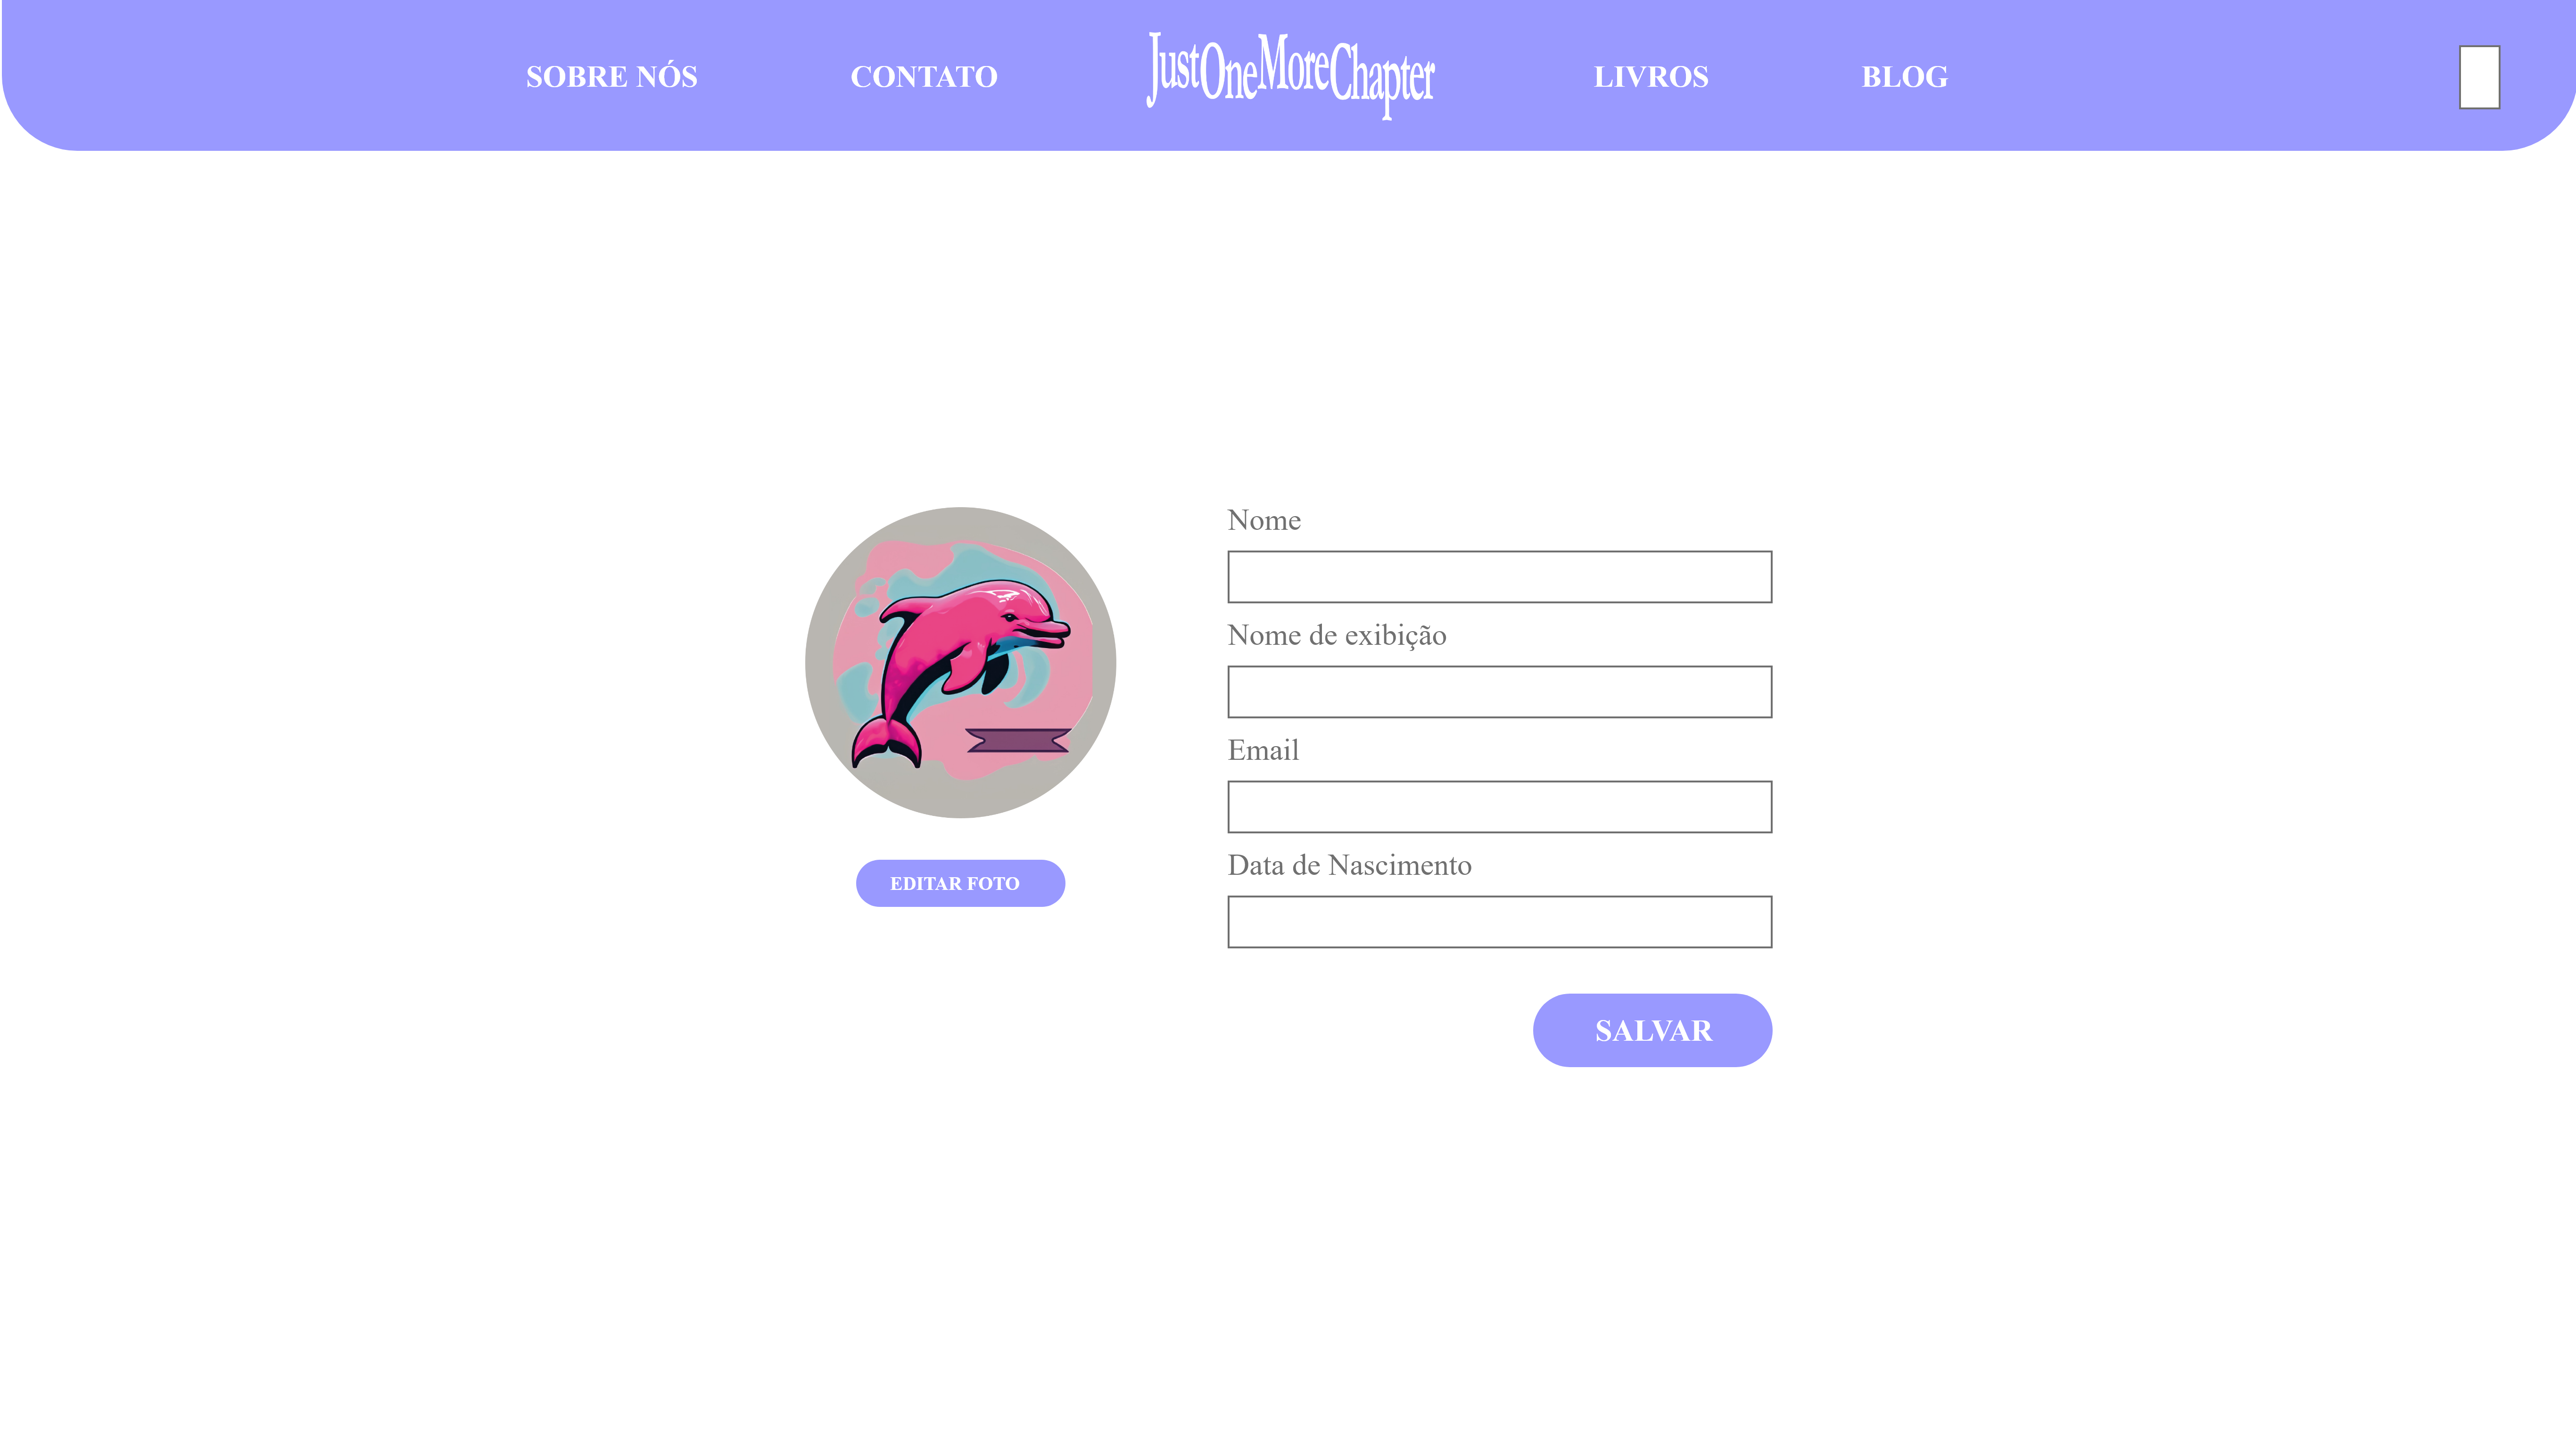 SOBRE NÓS
CONTATO
JustOneMoreChapter
LIVROS
BLOG
Nome
Nome de exibição
Email
Data de Nascimento
EDITAR FOTO
SALVAR